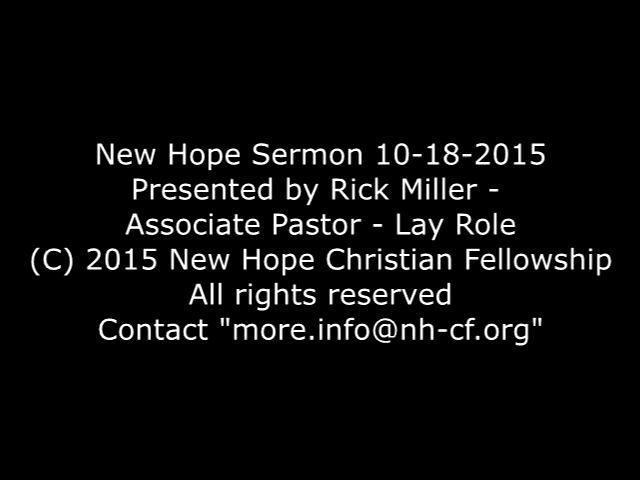 New Hope Sermon 10-18-2015
Presented by Rick Miller -
Associate Pastor - Lay Role
(C) 2015 New Hope Christian Fellowship
All rights reserved
Contact "more.info@nh-cf.org"